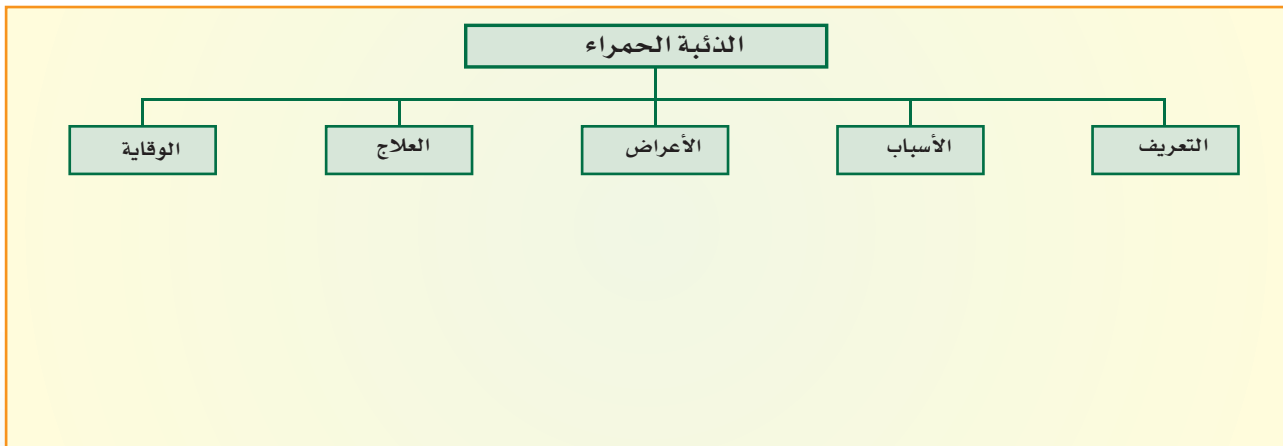 الذئبة الحمراء
التعريف
الأسباب
الأعراض
العلاج
الوقاية